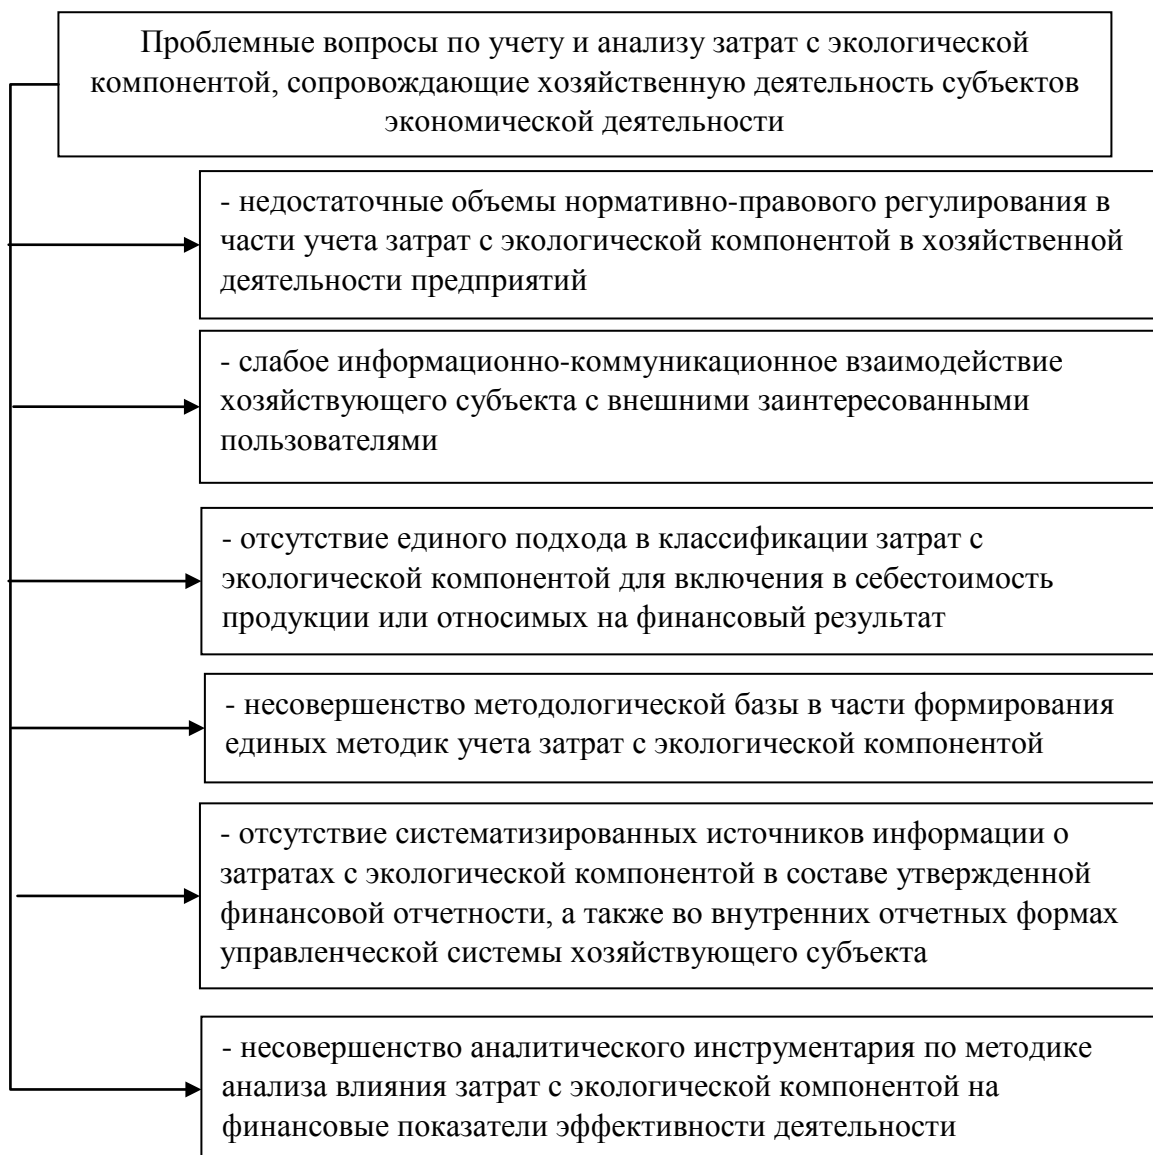 Проблемные вопросы по учету и анализу затрат с экологической
компонентой, сопровождающие хозяйственную деятельность субъектов
экономической деятельности
- недостаточные объемы нормативно-правового регулирования в
части учета затрат с экологической компонентой в хозяйственной
деятельности предприятий
- слабое информационно-коммуникационное взаимодействие
хозяйствующего субъекта с внешними заинтересованными
пользователями
- отсутствие единого подхода в классификации затрат с
экологической компонентой для включения в себестоимость
продукции или относимых на финансовый результат
- несовершенство методологической базы в части формирования
единых методик учета затрат с экологической компонентой
- отсутствие систематизированных источников информации о
затратах с экологической компонентой в составе утвержденной
финансовой отчетности, а также во внутренних отчетных формах
управленческой системы хозяйствующего субъекта
- несовершенство аналитического инструментария по методике
анализа влияния затрат с экологической компонентой на
финансовые показатели эффективности деятельности